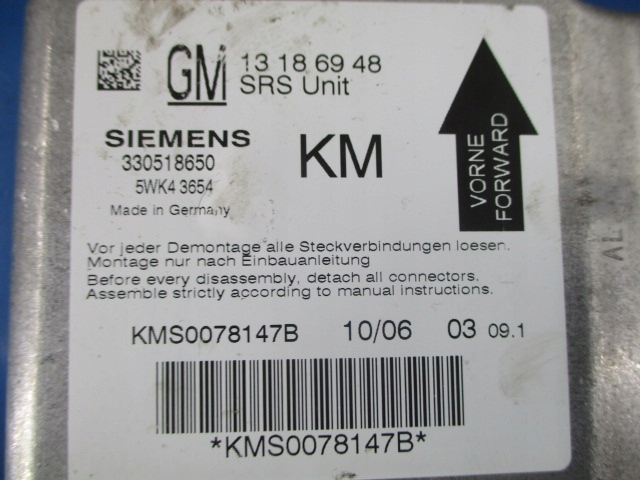 GM 13 18 69 48
SRS Unit
SIEMENS
330518650
5WK4 3654
Made in Germany
KM
VORNE
FORWARD
Vor jeder Demontage alle Steckverbindungen loesen.
Montage nur nach Einbauanleitung
Before every disassembly, detach all connectors.
Assemble strictly according to manual instructions.
KMS0078147B 10/06 03 09.1
*KMS0078147B*